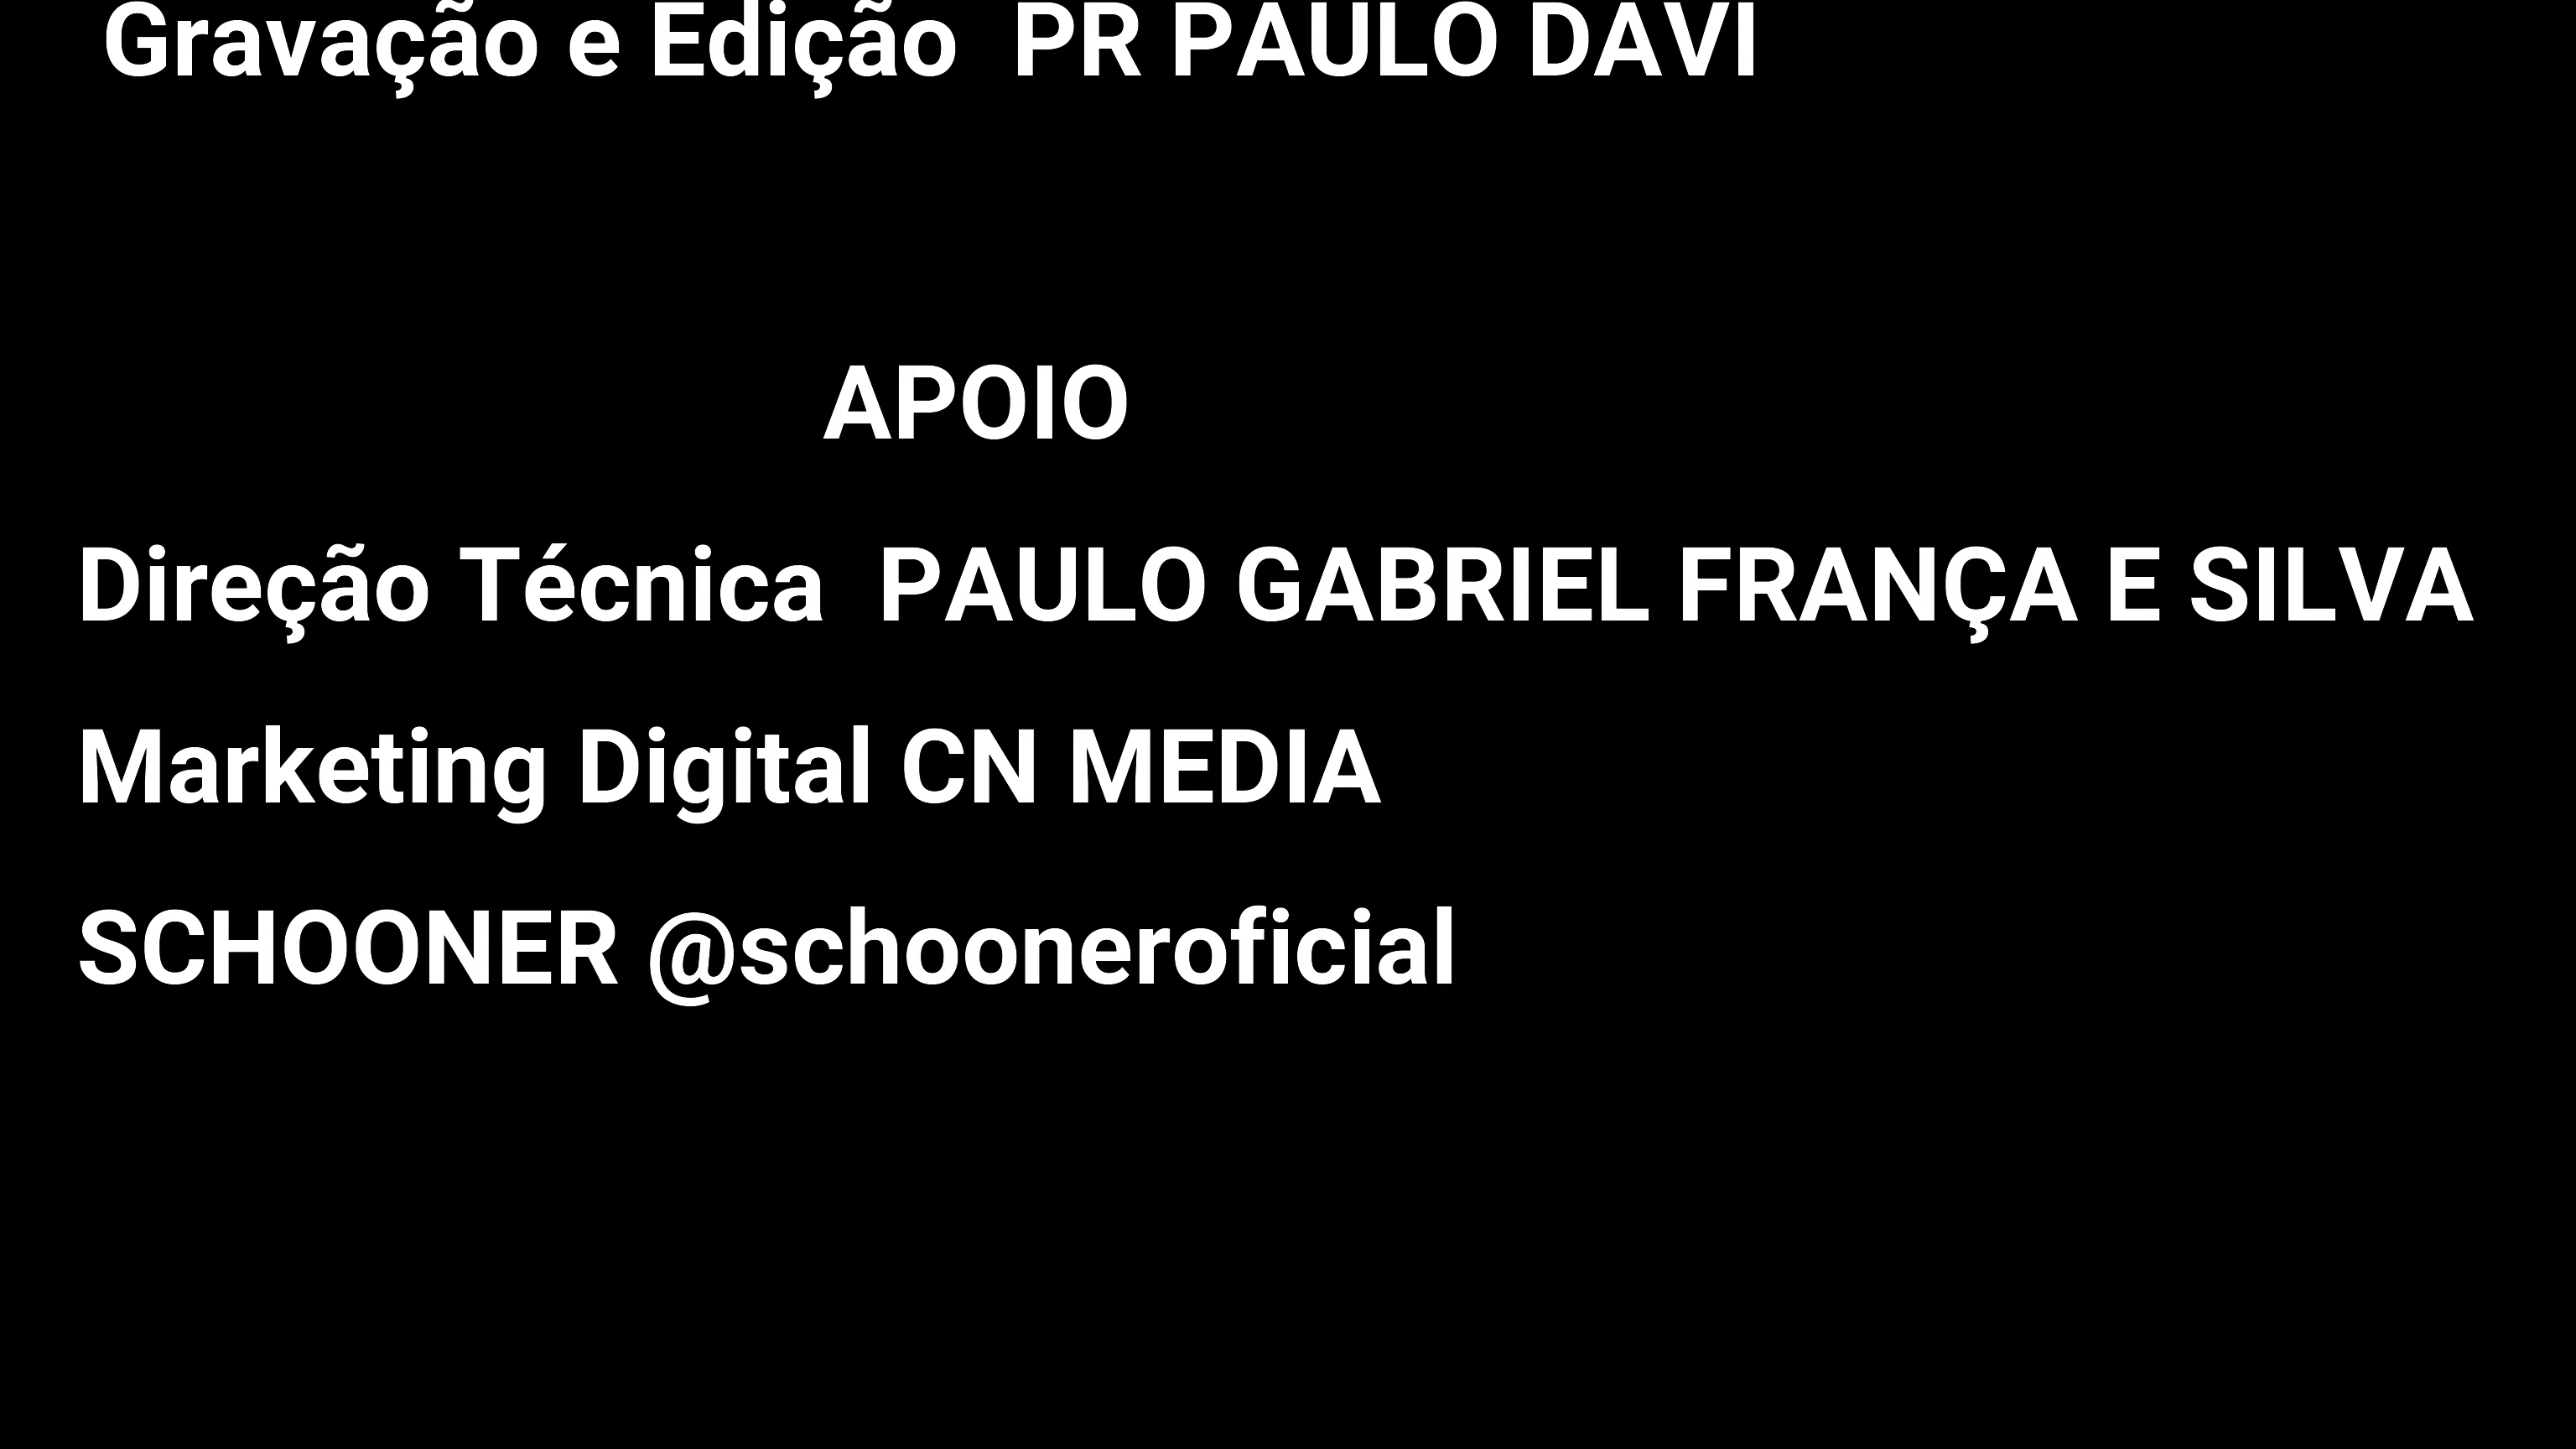 Gravação e Edição PR PAULO DAVI
APOIO
Direção Técnica PAULO GABRIEL FRANÇA E SILVA
Marketing Digital CN MEDIA
SCHOONER @schooneroficial